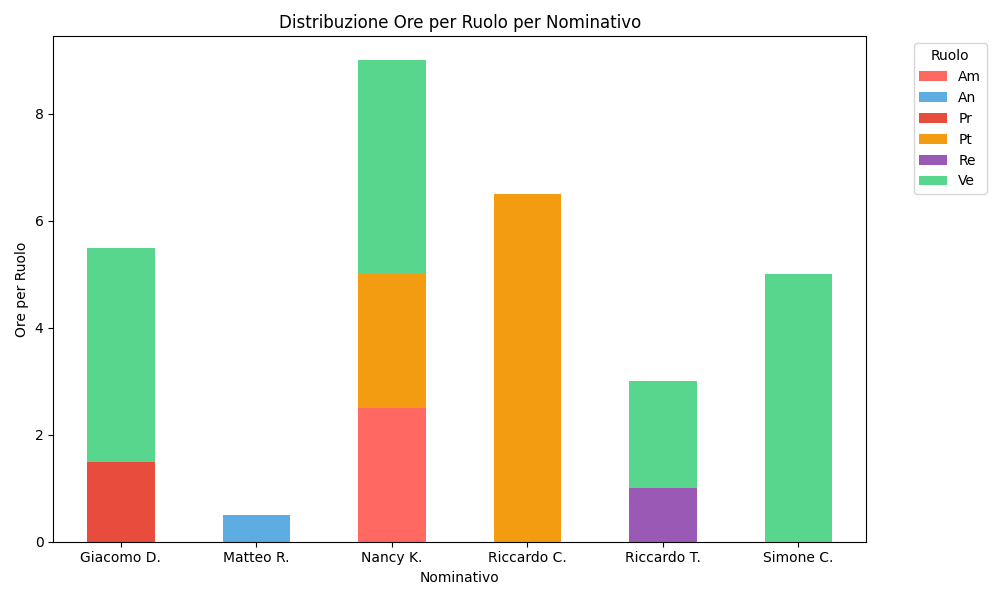 Distribuzione Ore per Ruolo per Nominativo
Ruolo
Am
An
Pr
Pt
Re
Ve
Ore per Ruolo
8
6
4
2
0
Giacomo D.
Matteo R.
Nancy K.
Riccardo C.
Riccardo T.
Simone C.
Nominativo